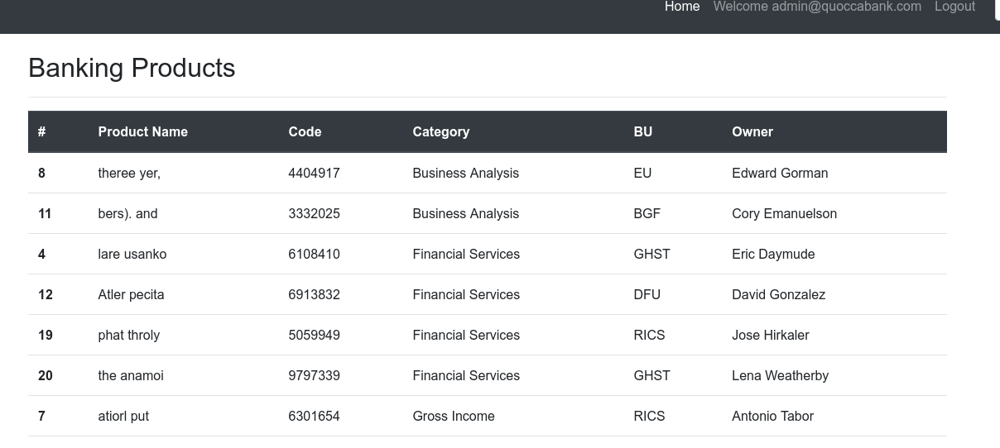 Home Welcome admin@quoccabank.com Logout
Banking Products
# Product Name Code Category BU Owner
8 theree yer, 4404917 Business Analysis EU Edward Gorman
11 bers). and 3332025 Business Analysis BGF Cory Emanuelson
4 lare usanko 6108410 Financial Services GHST Eric Daymude
12 Atler pecita 6913832 Financial Services DFU David Gonzalez
19 phat throly 5059949 Financial Services RICS Jose Hirkaler
20 the anamoi 9797339 Financial Services GHST Lena Weatherby
7 atiorl put 6301654 Gross Income RICS Antonio Tabor